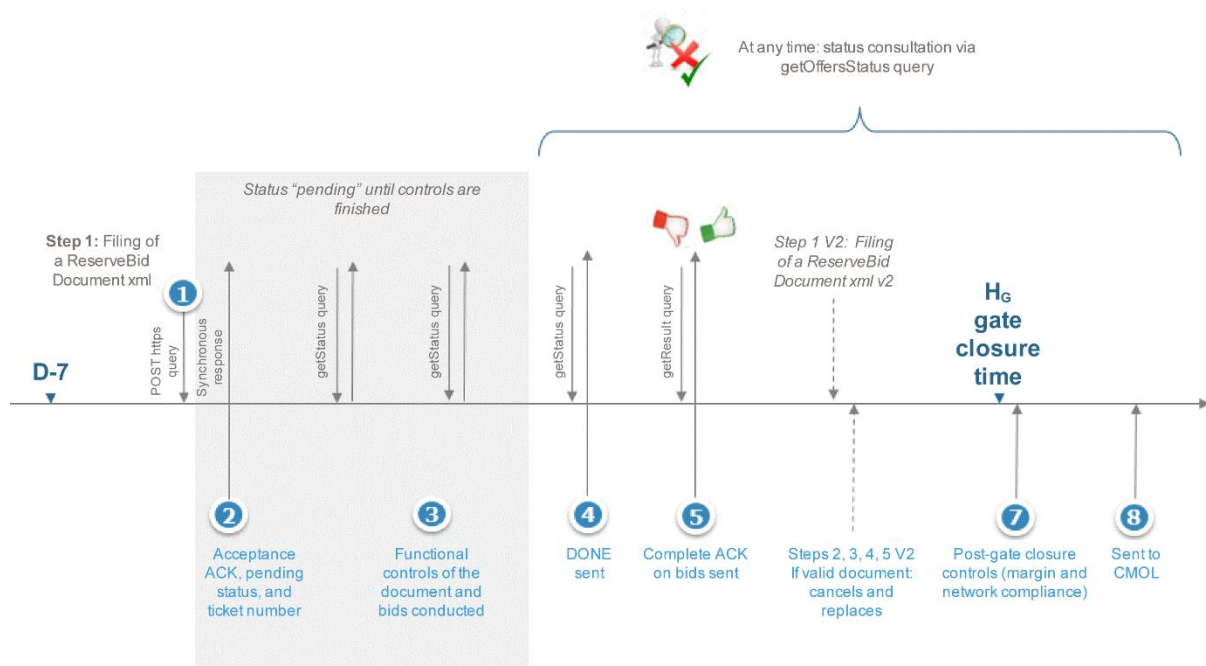 At any time: status consultation via
getOffersStatus query
Status “pending” until controls are
finished
Step 1: Filing of
a ReserveBid
Document xml
1
POST https
query
Synchronous
response
getStatus query
getStatus query
getStatus query
getResult query
Step 1 V2: Filing
of a ReserveBid
Document xml v2
HG
gate
closure
time
D-7
2
Acceptance
ACK, pending
status, and
ticket number
3
Functional
controls of the
document and
bids conducted
4
DONE
sent
5
Complete ACK
on bids sent
Steps 2, 3, 4, 5 V2
If valid document:
cancels and
replaces
7
Post-gate closure
controls (margin and
network compliance)
8
Sent to
CMOL